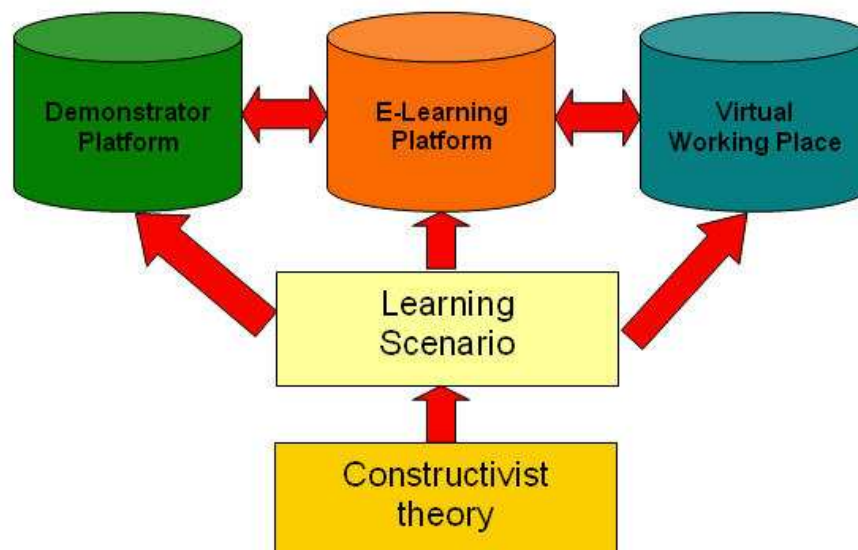 Demonstrator
Platform
E-Learning
Platform
Virtual
Working Place
Learning
Scenario
Constructivist
theory